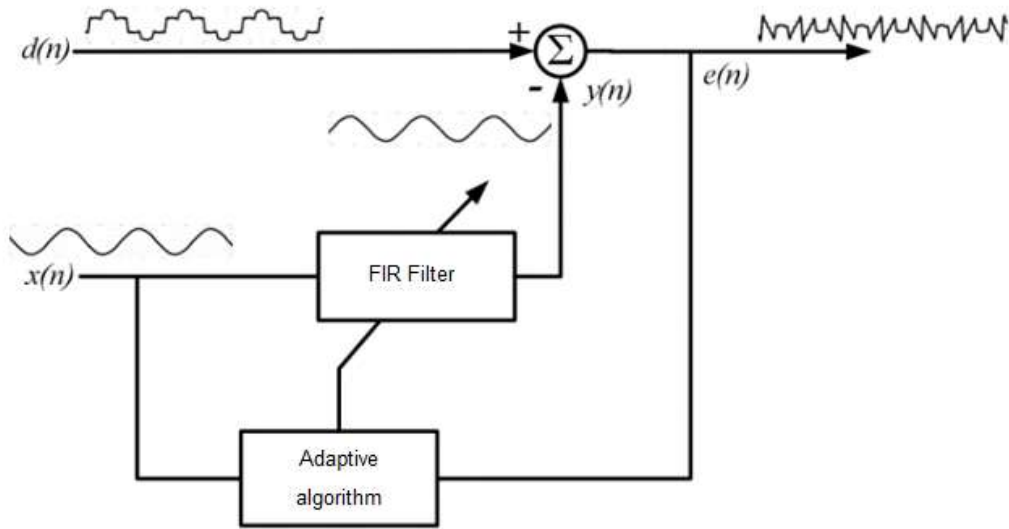 d(n)
+
Σ
-
y(n)
e(n)
x(n)
FIR Filter
Adaptive
algorithm